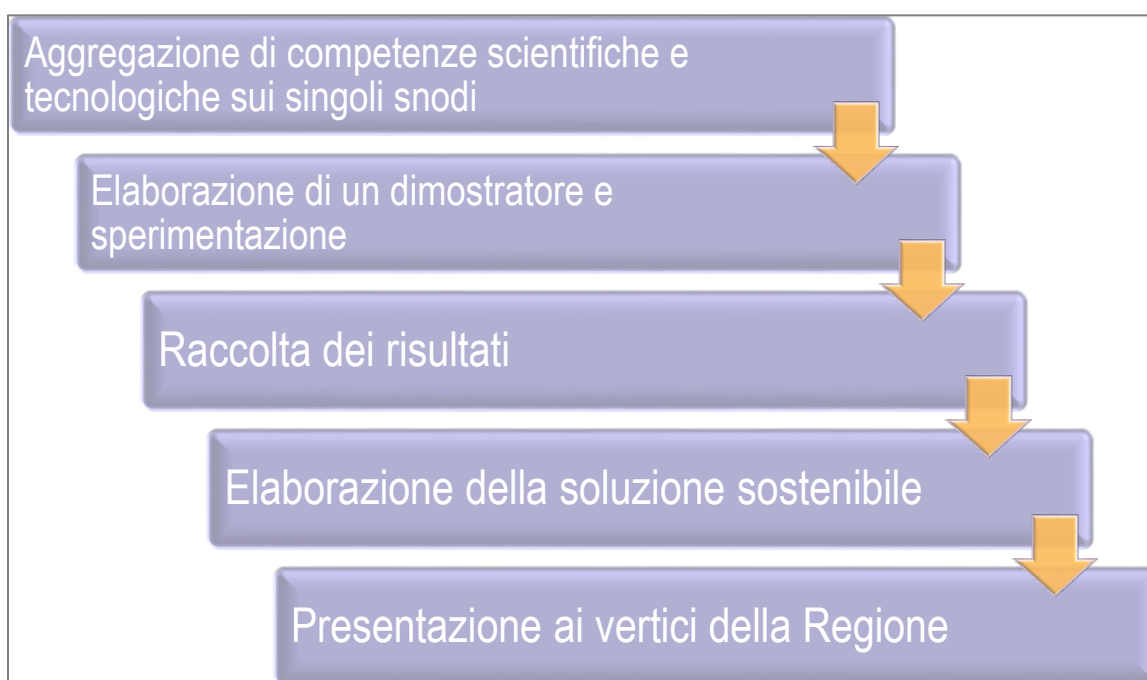 Aggregazione di competenze scientifiche e
tecnologiche sui singoli snodi
Elaborazione di un dimostratore e
sperimentazione
Raccolta dei risultati
Elaborazione della soluzione sostenibile
Presentazione ai vertici della Regione